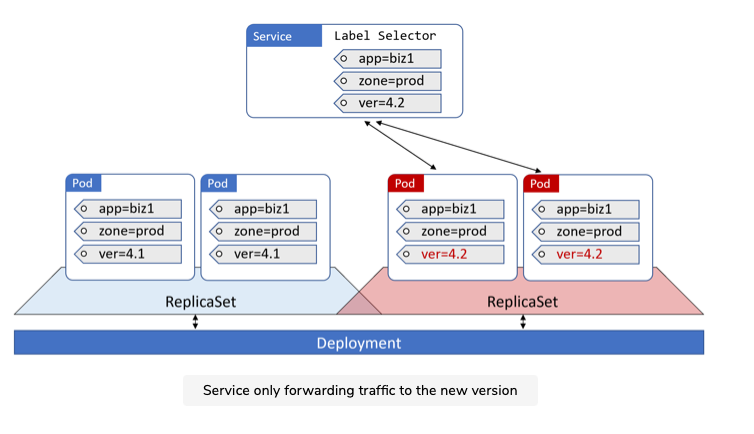 Service
Label Selector
app=biz1
zone=prod
ver=4.2
Pod
app=biz1
zone=prod
ver=4.1
Pod
app=biz1
zone=prod
ver=4.1
Pod
app=biz1
zone=prod
ver=4.2
Pod
app=biz1
zone=prod
ver=4.2
ReplicaSet
ReplicaSet
Deployment
Service only forwarding traffic to the new version